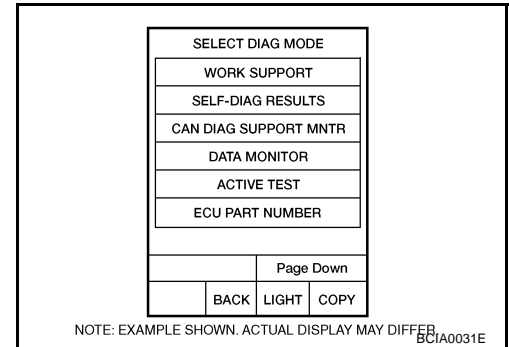 SELECT DIAG MODE
WORK SUPPORT
SELF-DIAG RESULTS
CAN DIAG SUPPORT MNTR
DATA MONITOR
ACTIVE TEST
ECU PART NUMBER
Page Down
BACK LIGHT COPY
NOTE: EXAMPLE SHOWN. ACTUAL DISPLAY MAY DIFFER.
BCIA0031E